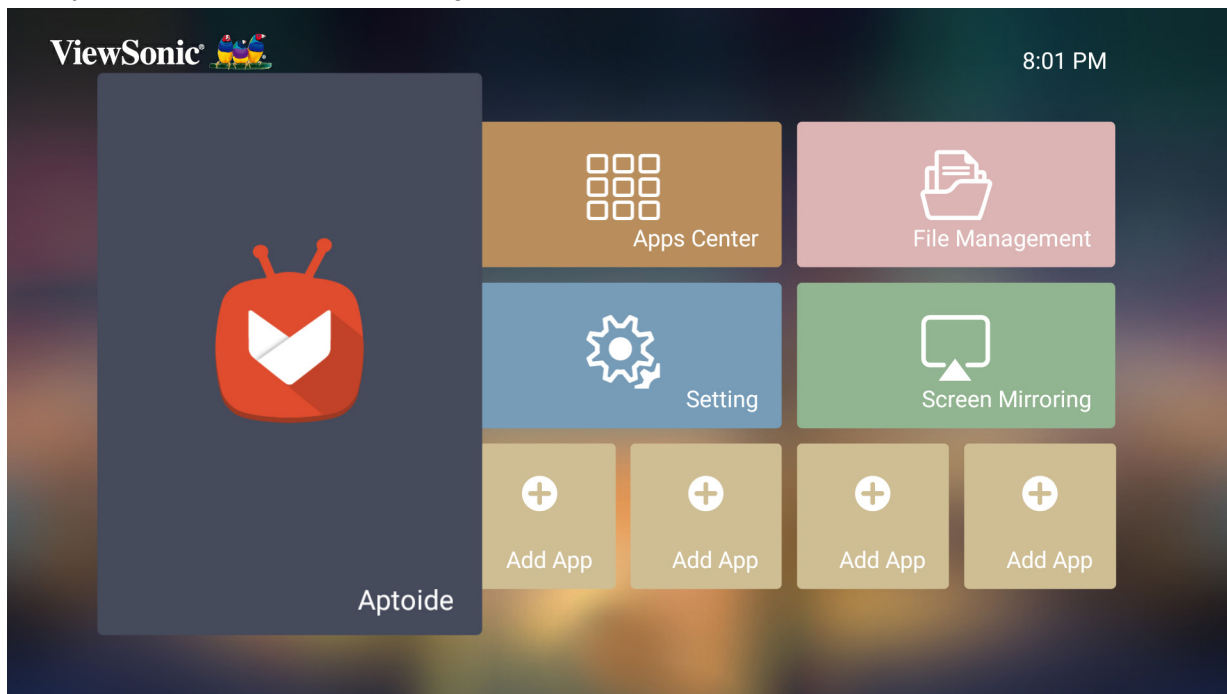 ViewSonic®
8:01 PM
Apps Center
File Management
Setting
Screen Mirroring
Add App
Add App
Add App
Add App
Aptoide